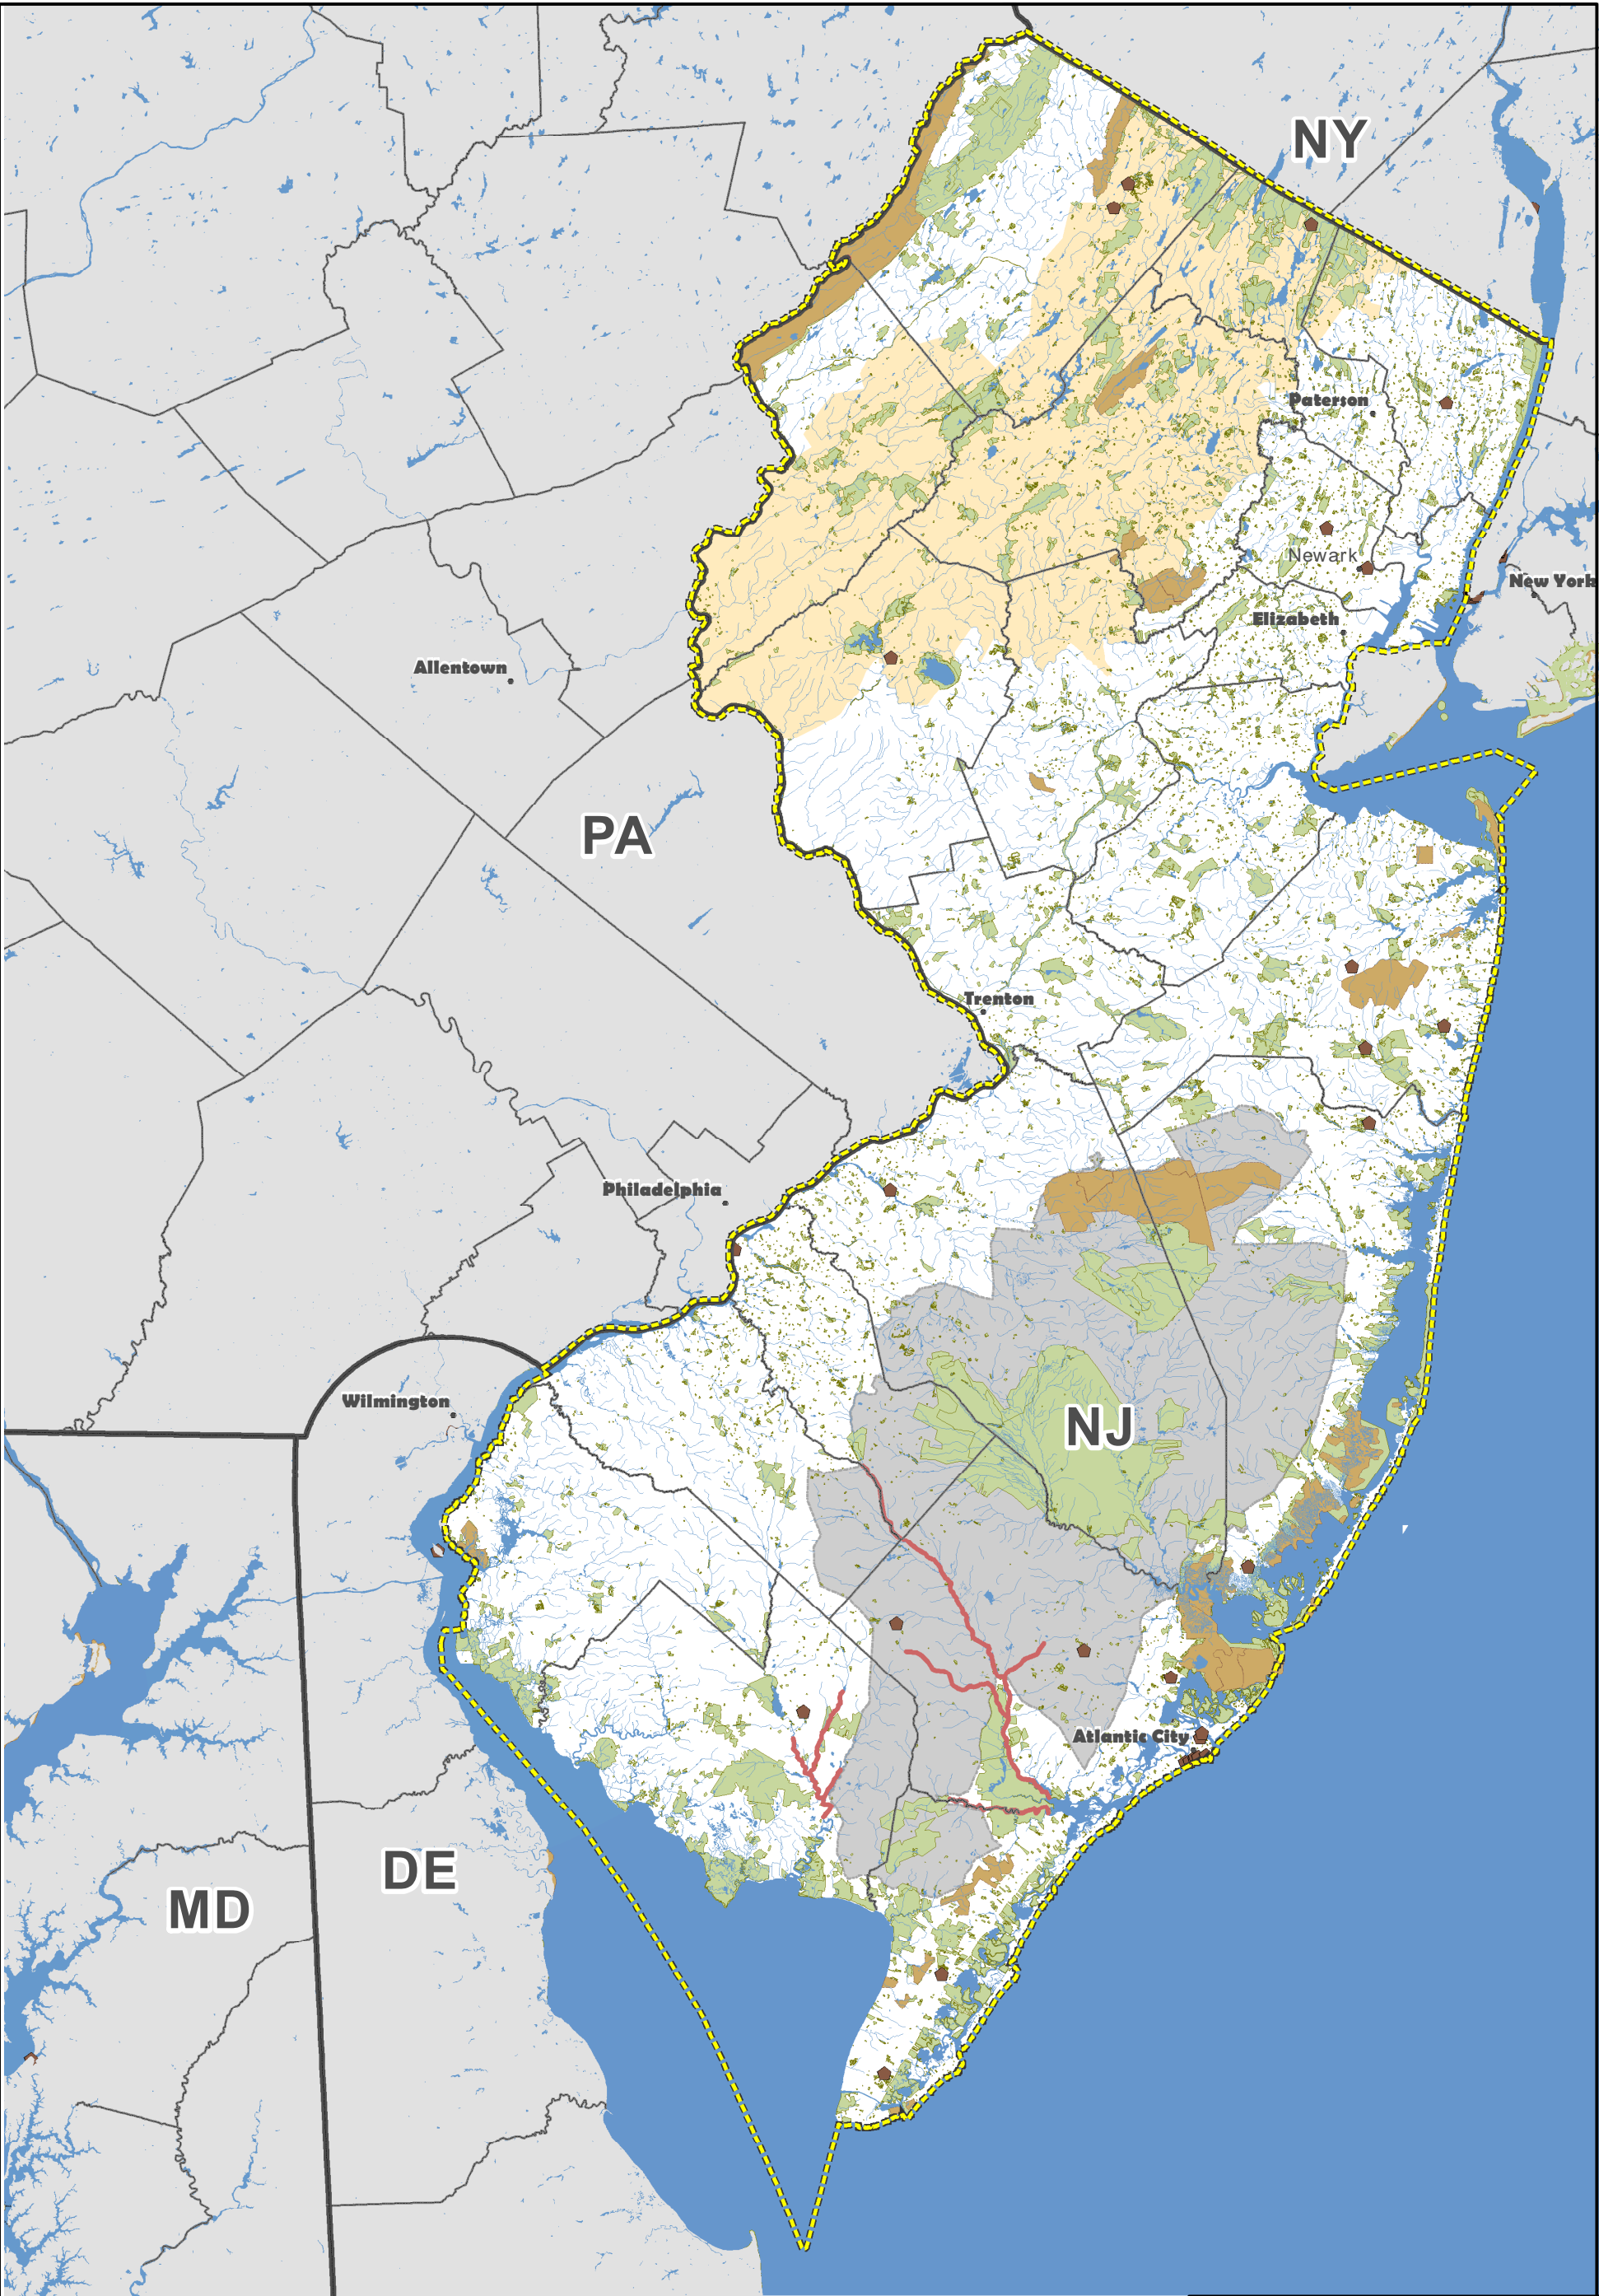 NY
Paterson
Newark
New York
Elizabeth
Allentown
PA
Trenton
Philadelphia
Wilmington
NJ
Atlantic City
DE
MD